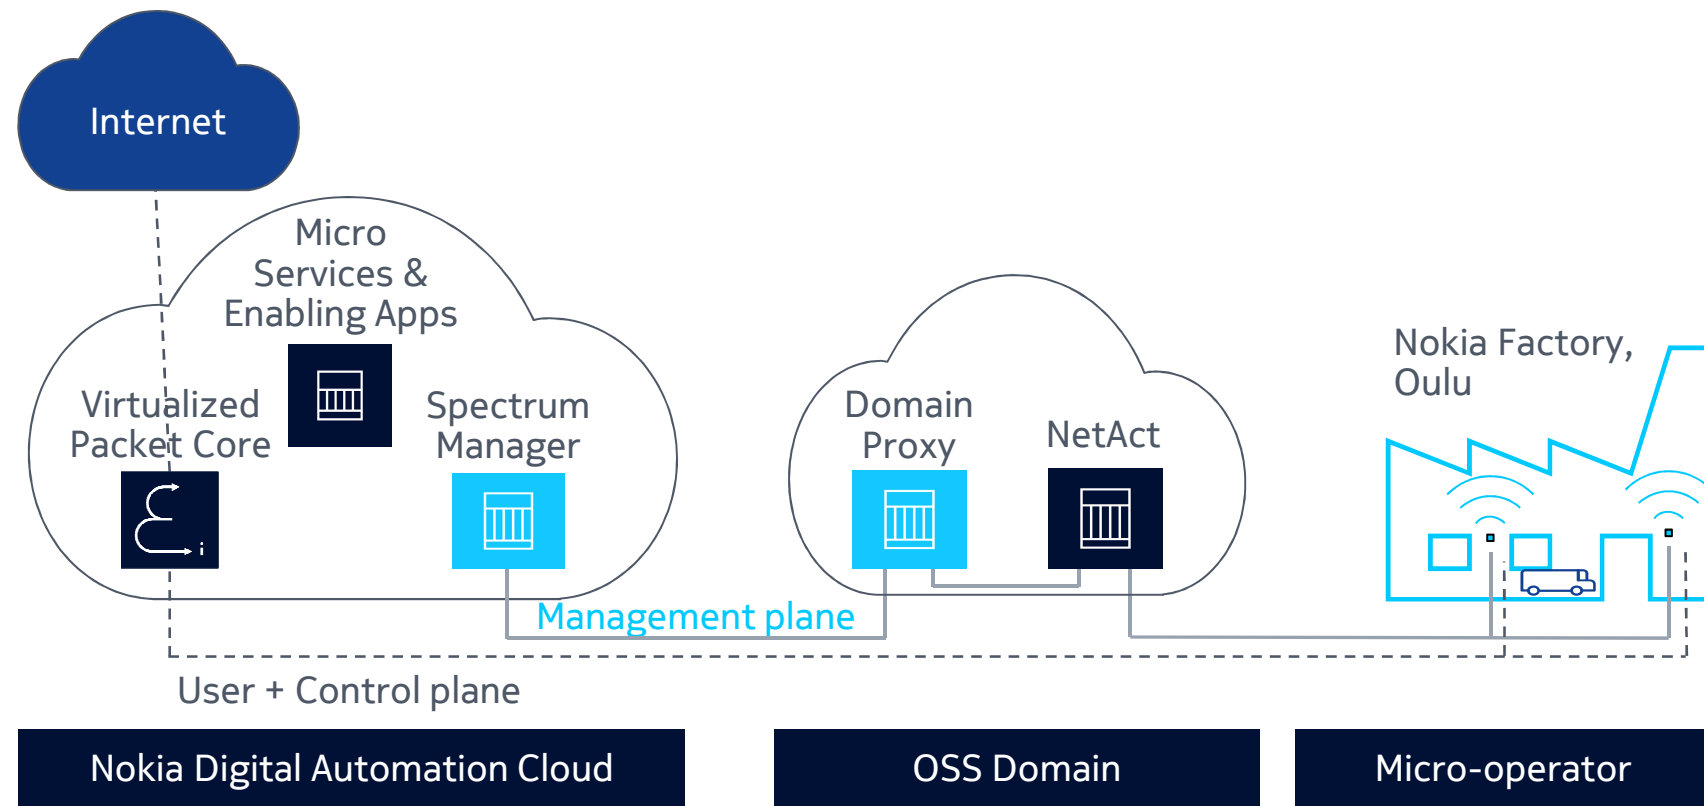 Internet
Micro
Services &
Enabling Apps
Virtualized
Packet Core
Spectrum
Manager
i
Domain
Proxy
NetAct
Nokia Factory,
Oulu
Management plane
User + Control plane
Nokia Digital Automation Cloud
OSS Domain
Micro-operator